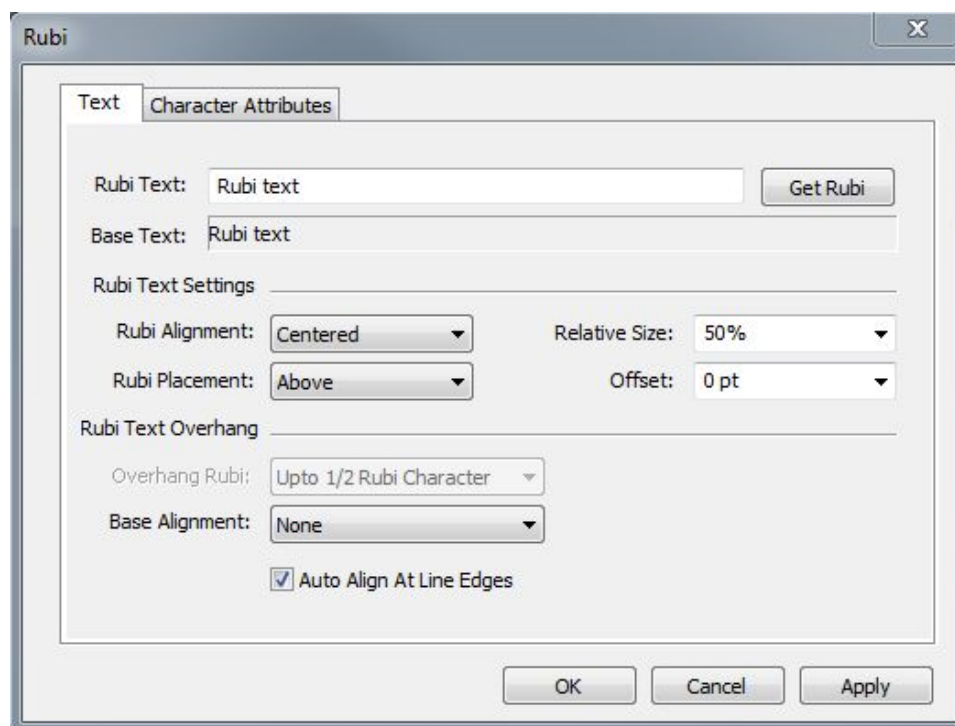 Rubi
Text Character Attributes
Rubi Text: Rubi text Get Rubi
Base Text: Rubi text
Rubi Text Settings
Rubi Alignment: Centered Relative Size: 50%
Rubi Placement: Above Offset: 0 pt
Rubi Text Overhang
Overhang Rubi: Upto 1/2 Rubi Character
Base Alignment: None
Auto Align At Line Edges
OK Cancel Apply